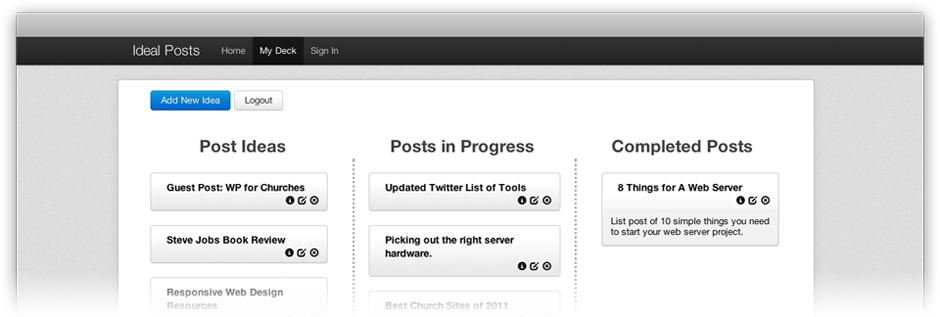 Ideal Posts Home My Deck Sign In
Add New Idea Logout
Post Ideas
Guest Post: WP for Churches
Steve Jobs Book Review
Responsive Web Design
Resources
Posts in Progress
Updated Twitter List of Tools
Picking out the right server
hardware.
Best Church Sites of 2011
Completed Posts
8 Things for A Web Server
List post of 10 simple things you need
to start your web server project.